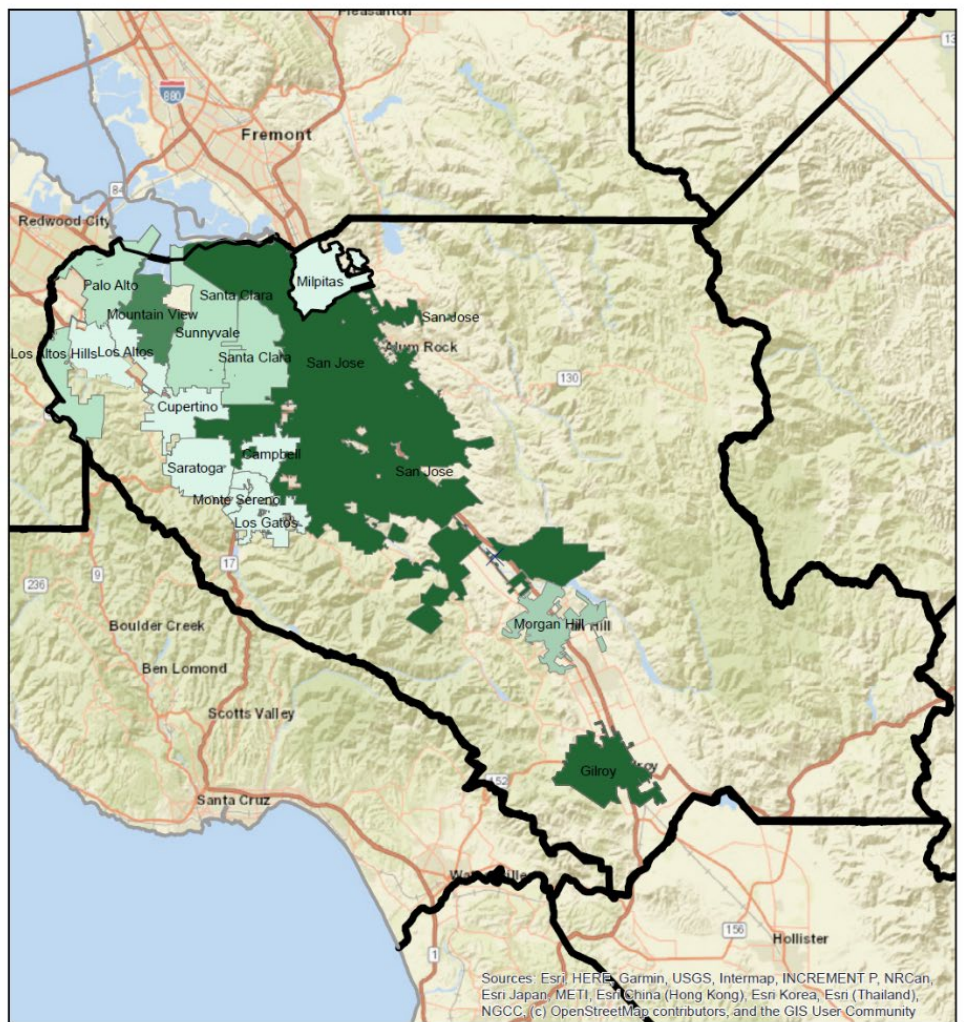 Pleasanton
880
Fremont
84
Redwood City
Milpitas
Palo Alto
Santa Clara
Mountain View
San Jose
Sunnyvale
Alum Rock
Los Altos Hills
Los Altos
Santa Clara
San Jose
130
Cupertino
Campbell
Saratoga
San Jose
Monte Sereno
Los Gatos
17
9
236
Morgan Hill
Hill
Boulder Creek
Ben Lomond
Scotts Valley
Gilroy
152
Santa Cruz
156
Hollister
1
Sources: Esri, HERE, Garmin, USGS, Intermap, INCREMENT P, NRCan,
Esri Japan, METI, Esri China (Hong Kong), Esri Korea, Esri (Thailand),
NGCC, (c) OpenStreetMap contributors, and the GIS User Community